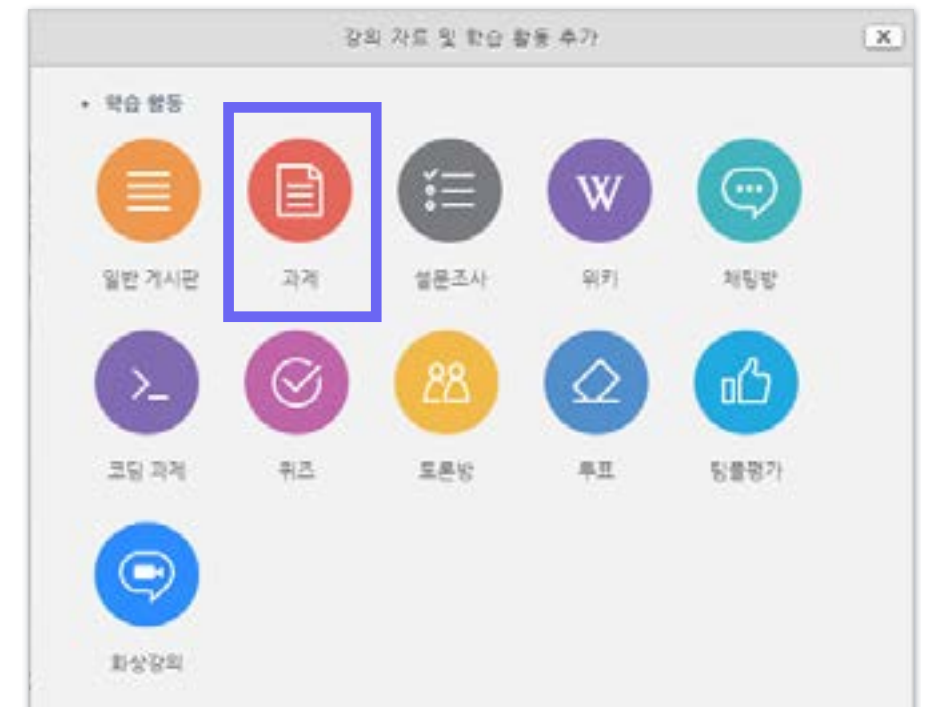 강의 자료 및 학습 활동 추가
X
• 학습 활동
일반 게시판
과제
설문조사
W
위키
채팅방
>_
코딩 과제
퀴즈
토론방
투표
팀플평가
화상강의